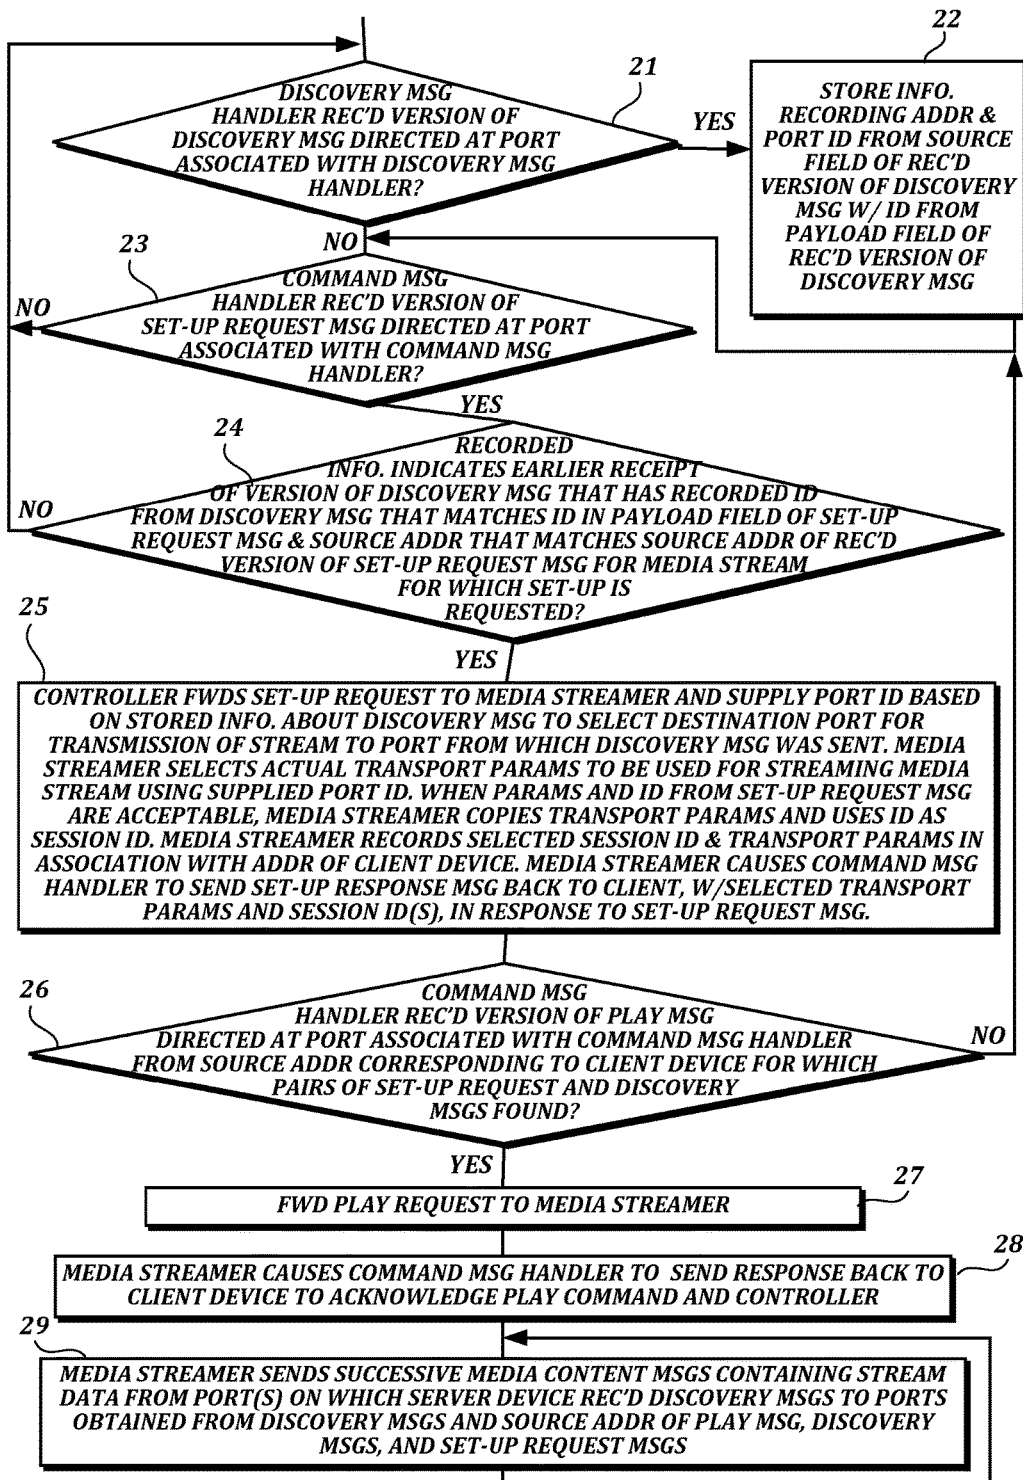 21
DISCOVERY MSG
HANDLER REC'D VERSION OF
DISCOVERY MSG DIRECTED AT PORT
ASSOCIATED WITH DISCOVERY MSG
HANDLER?
YES
22
STORE INFO.
RECORDING ADDR &
PORT ID FROM SOURCE
FIELD OF REC'D
VERSION OF DISCOVERY
MSG W/ ID FROM
PAYLOAD FIELD OF
REC'D VERSION OF
DISCOVERY MSG
NO
23
COMMAND MSG
HANDLER REC'D VERSION OF
SET-UP REQUEST MSG DIRECTED AT PORT
ASSOCIATED WITH COMMAND MSG
HANDLER?
NO
YES
24
RECORDED
INFO. INDICATES EARLIER RECEIPT
OF VERSION OF DISCOVERY MSG THAT HAS RECORDED ID
FROM DISCOVERY MSG THAT MATCHES ID IN PAYLOAD FIELD OF SET-UP
REQUEST MSG & SOURCE ADDR THAT MATCHES SOURCE ADDR OF REC'D
VERSION OF SET-UP REQUEST MSG FOR MEDIA STREAM
FOR WHICH SET-UP IS
REQUESTED?
NO
YES
25
CONTROLLER FWDS SET-UP REQUEST TO MEDIA STREAMER AND SUPPLY PORT ID BASED
ON STORED INFO. ABOUT DISCOVERY MSG TO SELECT DESTINATION PORT FOR
TRANSMISSION OF STREAM TO PORT FROM WHICH DISCOVERY MSG WAS SENT. MEDIA
STREAMER SELECTS ACTUAL TRANSPORT PARAMS TO BE USED FOR STREAMING MEDIA
STREAM USING SUPPLIED PORT ID. WHEN PARAMS AND ID FROM SET-UP REQUEST MSG
ARE ACCEPTABLE, MEDIA STREAMER COPIES TRANSPORT PARAMS AND USES ID AS
SESSION ID. MEDIA STREAMER RECORDS SELECTED SESSION ID & TRANSPORT PARAMS IN
ASSOCIATION WITH ADDR OF CLIENT DEVICE. MEDIA STREAMER CAUSES COMMAND MSG
HANDLER TO SEND SET-UP RESPONSE MSG BACK TO CLIENT, W/SELECTED TRANSPORT
PARAMS AND SESSION ID(S), IN RESPONSE TO SET-UP REQUEST MSG.
26
COMMAND MSG
HANDLER REC'D VERSION OF PLAY MSG
DIRECTED AT PORT ASSOCIATED WITH COMMAND MSG HANDLER
FROM SOURCE ADDR CORRESPONDING TO CLIENT DEVICE FOR WHICH
PAIRS OF SET-UP REQUEST AND DISCOVERY
MSGS FOUND?
NO
YES
27
FWD PLAY REQUEST TO MEDIA STREAMER
28
MEDIA STREAMER CAUSES COMMAND MSG HANDLER TO SEND RESPONSE BACK TO
CLIENT DEVICE TO ACKNOWLEDGE PLAY COMMAND AND CONTROLLER
29
MEDIA STREAMER SENDS SUCCESSIVE MEDIA CONTENT MSGS CONTAINING STREAM
DATA FROM PORT(S) ON WHICH SERVER DEVICE REC'D DISCOVERY MSGS TO PORTS
OBTAINED FROM DISCOVERY MSGS AND SOURCE ADDR OF PLAY MSG, DISCOVERY
MSGS, AND SET-UP REQUEST MSGS